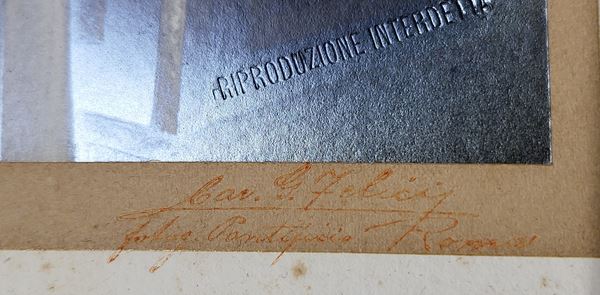 RIPRODUZIONE INTERDETTA
Cav. G. Felici
fotog. Pontificio Roma